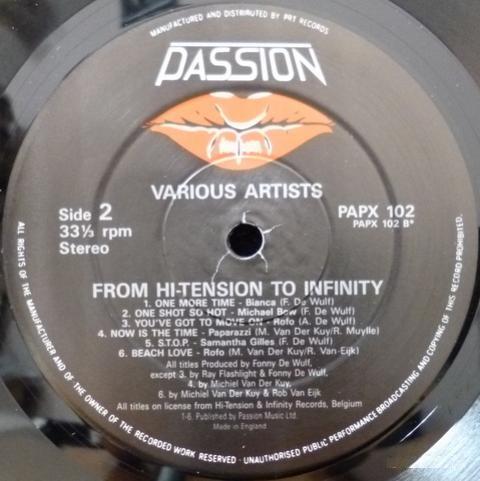 MANUFACTURED AND DISTRIBUTED BY PRT RECORDS
PASSION
VARIOUS ARTISTS
Side 2
33⅓ rpm
Stereo
PAPX 102
PAPX 102 B*
FROM HI-TENSION TO INFINITY
1. ONE MORE TIME - Bianca (F. De Wulf)
2. ONE SHOT SO HOT - Michael Bow (F. De Wulf)
3. YOU'VE GOT TO MOVE ON - Rofo (A. De Wulf)
4. NOW IS THE TIME - Paparazzi (M. Van Der Kuy/R. Muylle)
5. S.T.O.P. - Samantha Gilles (F. De Wulf)
6. BEACH LOVE - Rofo (M. Van Der Kuy/R. Van-Eijk)
All titles Produced by Fonny De Wulf,
except 3. by Ray Flashlight & Fonny De Wulf,
4. by Michiel Van Der Kuy,
6. by Michiel Van Der Kuy & Rob Van Eijk
All titles on license from Hi-Tension & Infinity Records, Belgium
1-6. Published by Passion Music Ltd.
Made in England
ALL RIGHTS OF THE MANUFACTURER AND OF THE OWNER OF THE RECORDED WORK RESERVED · UNAUTHORISED PUBLIC PERFORMANCE BROADCASTING AND COPYING OF THIS RECORD PROHIBITED.